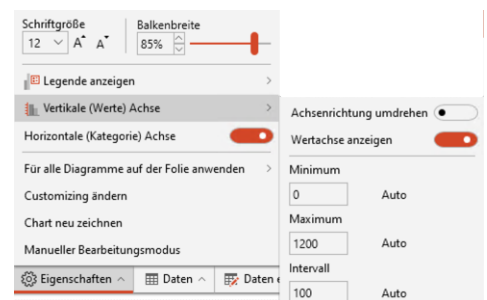 Schriftgröße Balkenbreite
12 A A 85%
Legende anzeigen
Vertikale (Werte) Achse
Achsenrichtung umdrehen
Horizontale (Kategorie) Achse
Wertachse anzeigen
Für alle Diagramme auf der Folie anwenden
Minimum
Customizing ändern
0 Auto
Chart neu zeichnen
Maximum
Manueller Bearbeitungsmodus
1200 Auto
Intervall
Eigenschaften Daten Daten
100 Auto